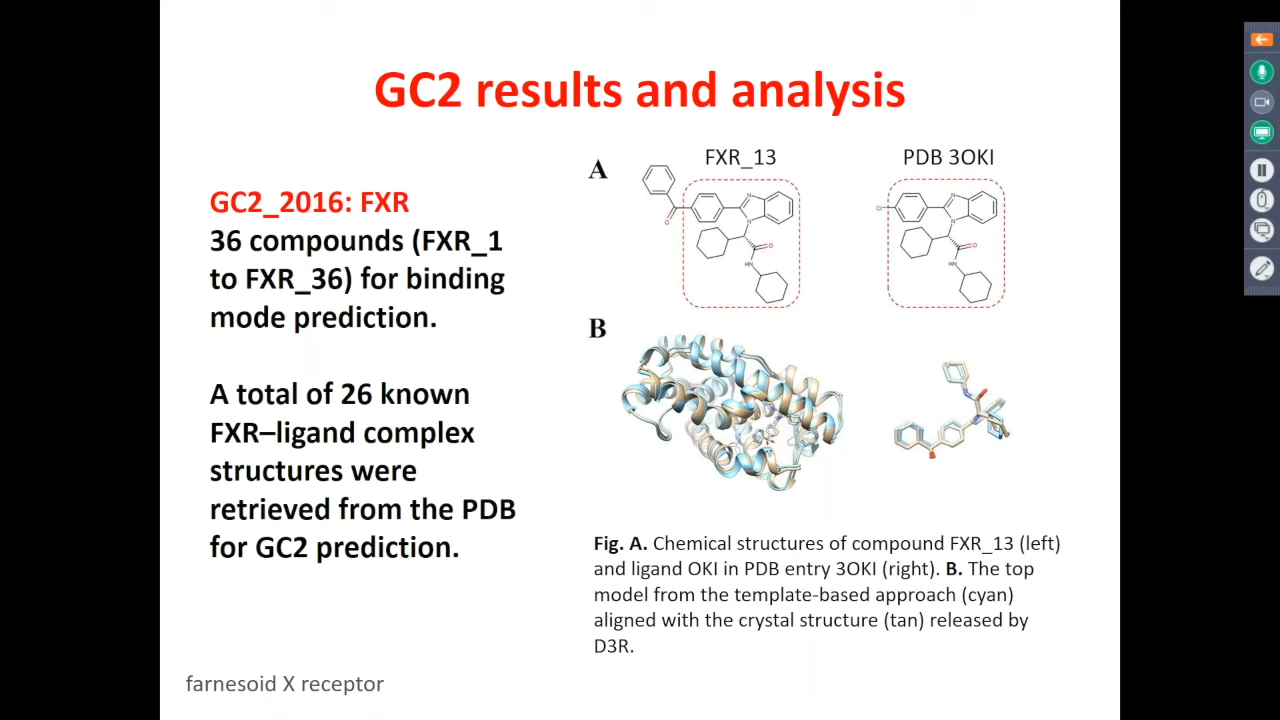 GC2 results and analysis
GC2_2016: FXR
36 compounds (FXR_1
to FXR_36) for binding
mode prediction.
A total of 26 known
FXR–ligand complex
structures were
retrieved from the PDB
for GC2 prediction.
A
FXR_13
PDB 3OKI
N
N
O
O
HN
Cl
N
N
O
HN
B
Fig. A. Chemical structures of compound FXR_13 (left)
and ligand OKI in PDB entry 3OKI (right). B. The top
model from the template-based approach (cyan)
aligned with the crystal structure (tan) released by
D3R.
farnesoid X receptor